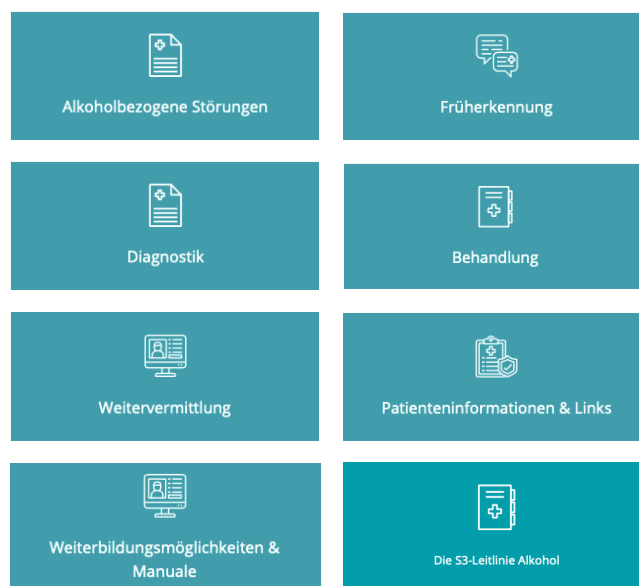 Alkoholbezogene Störungen
Früherkennung
Diagnostik
Behandlung
Weitervermittlung
Patienteninformationen & Links
Weiterbildungsmöglichkeiten &
Manuale
Die S3-Leitlinie Alkohol